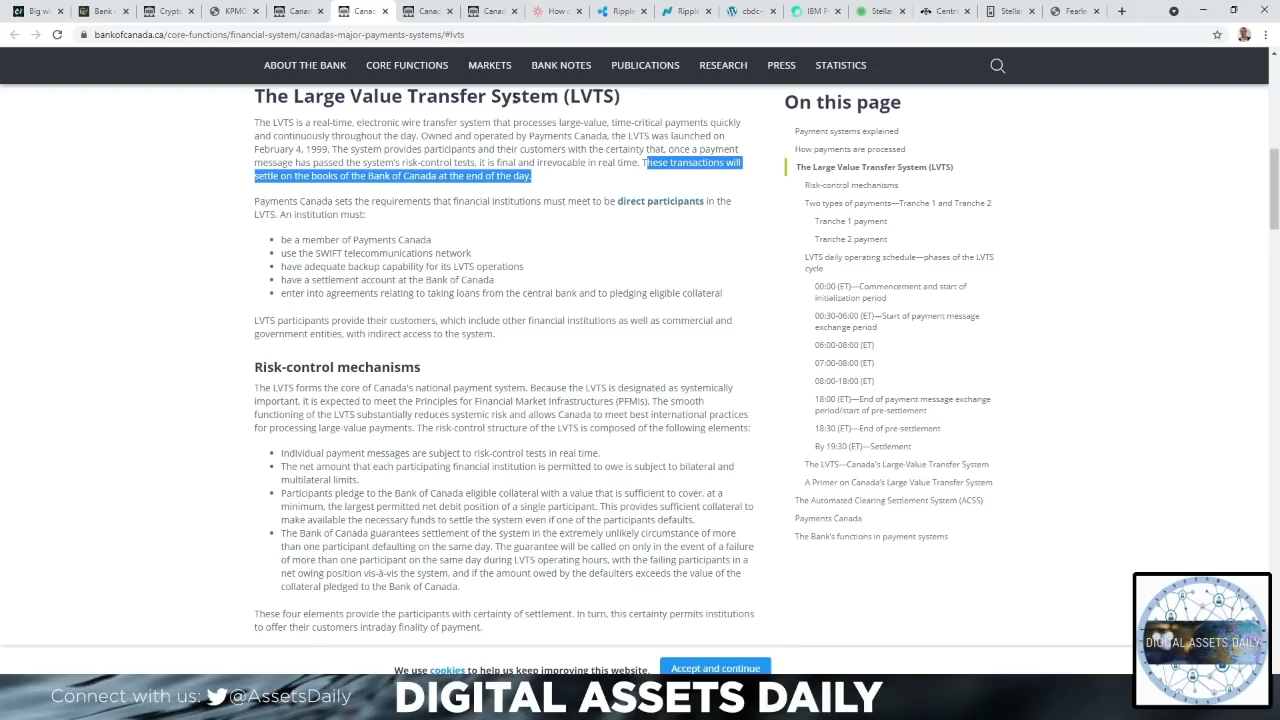 Big wi
Bank o
Crypto
KPMG
Canad
Canad
Canad
Canad
How c
Ripple
Ripple
cbdc-
IBM P
Stellar
Centr
Stellar
Fearle
bankofcanada.ca/core-functions/financial-system/canadas-major-payments-systems/#lvts
ABOUT THE BANK CORE FUNCTIONS MARKETS BANK NOTES PUBLICATIONS RESEARCH PRESS STATISTICS
The Large Value Transfer System (LVTS)
The LVTS is a real-time, electronic wire transfer system that processes large-value, time-critical payments quickly
and continuously throughout the day. Owned and operated by Payments Canada, the LVTS was launched on
February 4, 1999. The system provides participants and their customers with the certainty that, once a payment
message has passed the system's risk-control tests, it is final and irrevocable in real time. These transactions will
settle on the books of the Bank of Canada at the end of the day.
Payments Canada sets the requirements that financial institutions must meet to be direct participants in the
LVTS. An institution must:
• be a member of Payments Canada
• use the SWIFT telecommunications network
• have adequate backup capability for its LVTS operations
• have a settlement account at the Bank of Canada
• enter into agreements relating to taking loans from the central bank and to pledging eligible collateral
LVTS participants provide their customers, which include other financial institutions as well as commercial and
government entities, with indirect access to the system.
Risk-control mechanisms
The LVTS forms the core of Canada's national payment system. Because the LVTS is designated as systemically
important, it is expected to meet the Principles for Financial Market Infrastructures (PFMIs). The smooth
functioning of the LVTS substantially reduces systemic risk and allows Canada to meet best international practices
for processing large-value payments. The risk-control structure of the LVTS is composed of the following elements:
• Individual payment messages are subject to risk-control tests in real time.
• The net amount that each participating financial institution is permitted to owe is subject to bilateral and
multilateral limits.
• Participants pledge to the Bank of Canada eligible collateral with a value that is sufficient to cover, at a
minimum, the largest permitted net debit position of a single participant. This provides sufficient collateral to
make available the necessary funds to settle the system even if one of the participants defaults.
• The Bank of Canada guarantees settlement of the system in the extremely unlikely circumstance of more
than one participant defaulting on the same day. The guarantee will be called on only in the event of a failure
of more than one participant on the same day during LVTS operating hours, with the failing participants in a
net owing position vis-à-vis the system, and if the amount owed by the defaulters exceeds the value of the
collateral pledged to the Bank of Canada.
These four elements provide the participants with certainty of settlement. In turn, this certainty permits institutions
to offer their customers intraday finality of payment.
On this page
Payment systems explained
How payments are processed
The Large Value Transfer System (LVTS)
Risk-control mechanisms
Two types of payments—Tranche 1 and Tranche 2
Tranche 1 payment
Tranche 2 payment
LVTS daily operating schedule—phases of the LVTS
cycle
00:00 (ET)—Commencement and start of
initialization period
00:30-06:00 (ET)—Start of payment message
exchange period
06:00-08:00 (ET)
07:00-08:00 (ET)
08:00-18:00 (ET)
18:00 (ET)—End of payment message exchange
period/start of pre-settlement
18:30 (ET)—End of pre-settlement
By 19:30 (ET)—Settlement
The LVTS—Canada's Large-Value Transfer System
A Primer on Canada's Large Value Transfer System
The Automated Clearing Settlement System (ACSS)
Payments Canada
The Bank's functions in payment systems
We use cookies to help us keep improving this website.
Accept and continue
DIGITAL ASSETS DAILY
Connect with us: @AssetsDaily
DIGITAL ASSETS DAILY